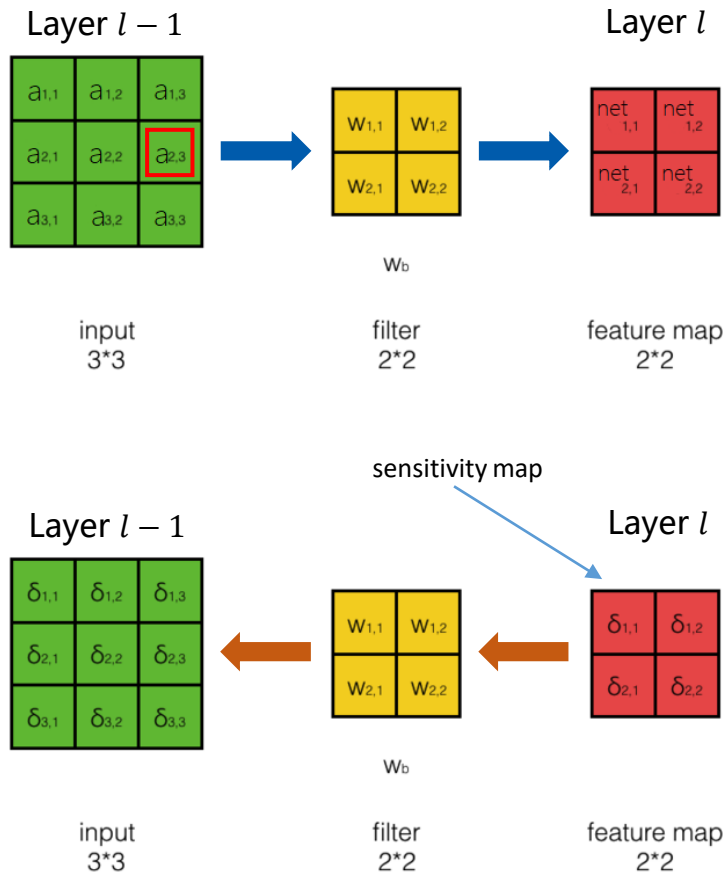 Layer l − 1
Layer l
a1,1 a1,2 a1,3
a2,1 a2,2 a2,3
a3,1 a3,2 a3,3
w1,1 w1,2
w2,1 w2,2
net1,1 net1,2
net2,1 net2,2
wb
input
3*3
filter
2*2
feature map
2*2
sensitivity map
Layer l − 1
Layer l
δ1,1 δ1,2 δ1,3
δ2,1 δ2,2 δ2,3
δ3,1 δ3,2 δ3,3
w1,1 w1,2
w2,1 w2,2
δ1,1 δ1,2
δ2,1 δ2,2
wb
input
3*3
filter
2*2
feature map
2*2